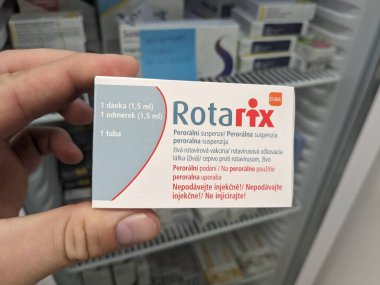 1 dávka (1,5 ml)
1 odmerek (1,5 ml)
1 tuba
Rotarix
GSK
Perorální suspenze/ Perorálna suspenzia
peroralna suspenzija
živá rotavírová vakcína/ rotavírusová očkovacia
látka (živá)/ cepivo proti rotavirusom, živo
Perorální podání/ Na perorálne použitie
peroralna uporaba
Nepodávejte injekčně!/ Nepodávajte
injekčne!/ Ne injicirajte!